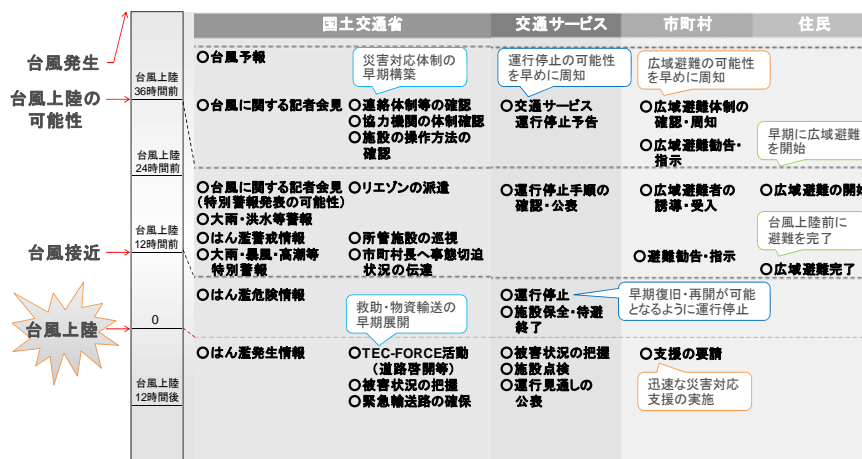 国土交通省
交通サービス
市町村
住民
台風発生
台風上陸
36時間前
台風上陸の
可能性
台風上陸
24時間前
台風上陸
12時間前
台風接近
台風上陸
0
台風上陸
12時間後
○台風予報
災害対応体制の
早期構築
運行停止の可能性
を早めに周知
広域避難の可能性
を早めに周知
○台風に関する記者会見
○連絡体制等の確認
○協力機関の体制確認
○施設の操作方法の
確認
○交通サービス
運行停止予告
○広域避難体制の
確認・周知
○広域避難勧告・
指示
早期に広域避難
を開始
○台風に関する記者会見
(特別警報発表の可能性)
○大雨・洪水等警報
○はん濫警戒情報
○大雨・暴風・高潮等
特別警報
○リエゾンの派遣
○所管施設の巡視
○市町村長へ事態切迫
状況の伝達
○運行停止手順の
確認・公表
○広域避難者の
誘導・受入
○避難勧告・指示
○広域避難の開始
台風上陸前に
避難を完了
○広域避難完了
○はん濫危険情報
救助・物資輸送の
早期展開
○運行停止
○施設保全・待避
終了
早期復旧・再開が可能
となるように運行停止
○はん濫発生情報
○TEC-FORCE活動
(道路啓開等)
○被害状況の把握
○緊急輸送路の確保
○被害状況の把握
○施設点検
○運行見通しの
公表
○支援の要請
迅速な災害対応
支援の実施